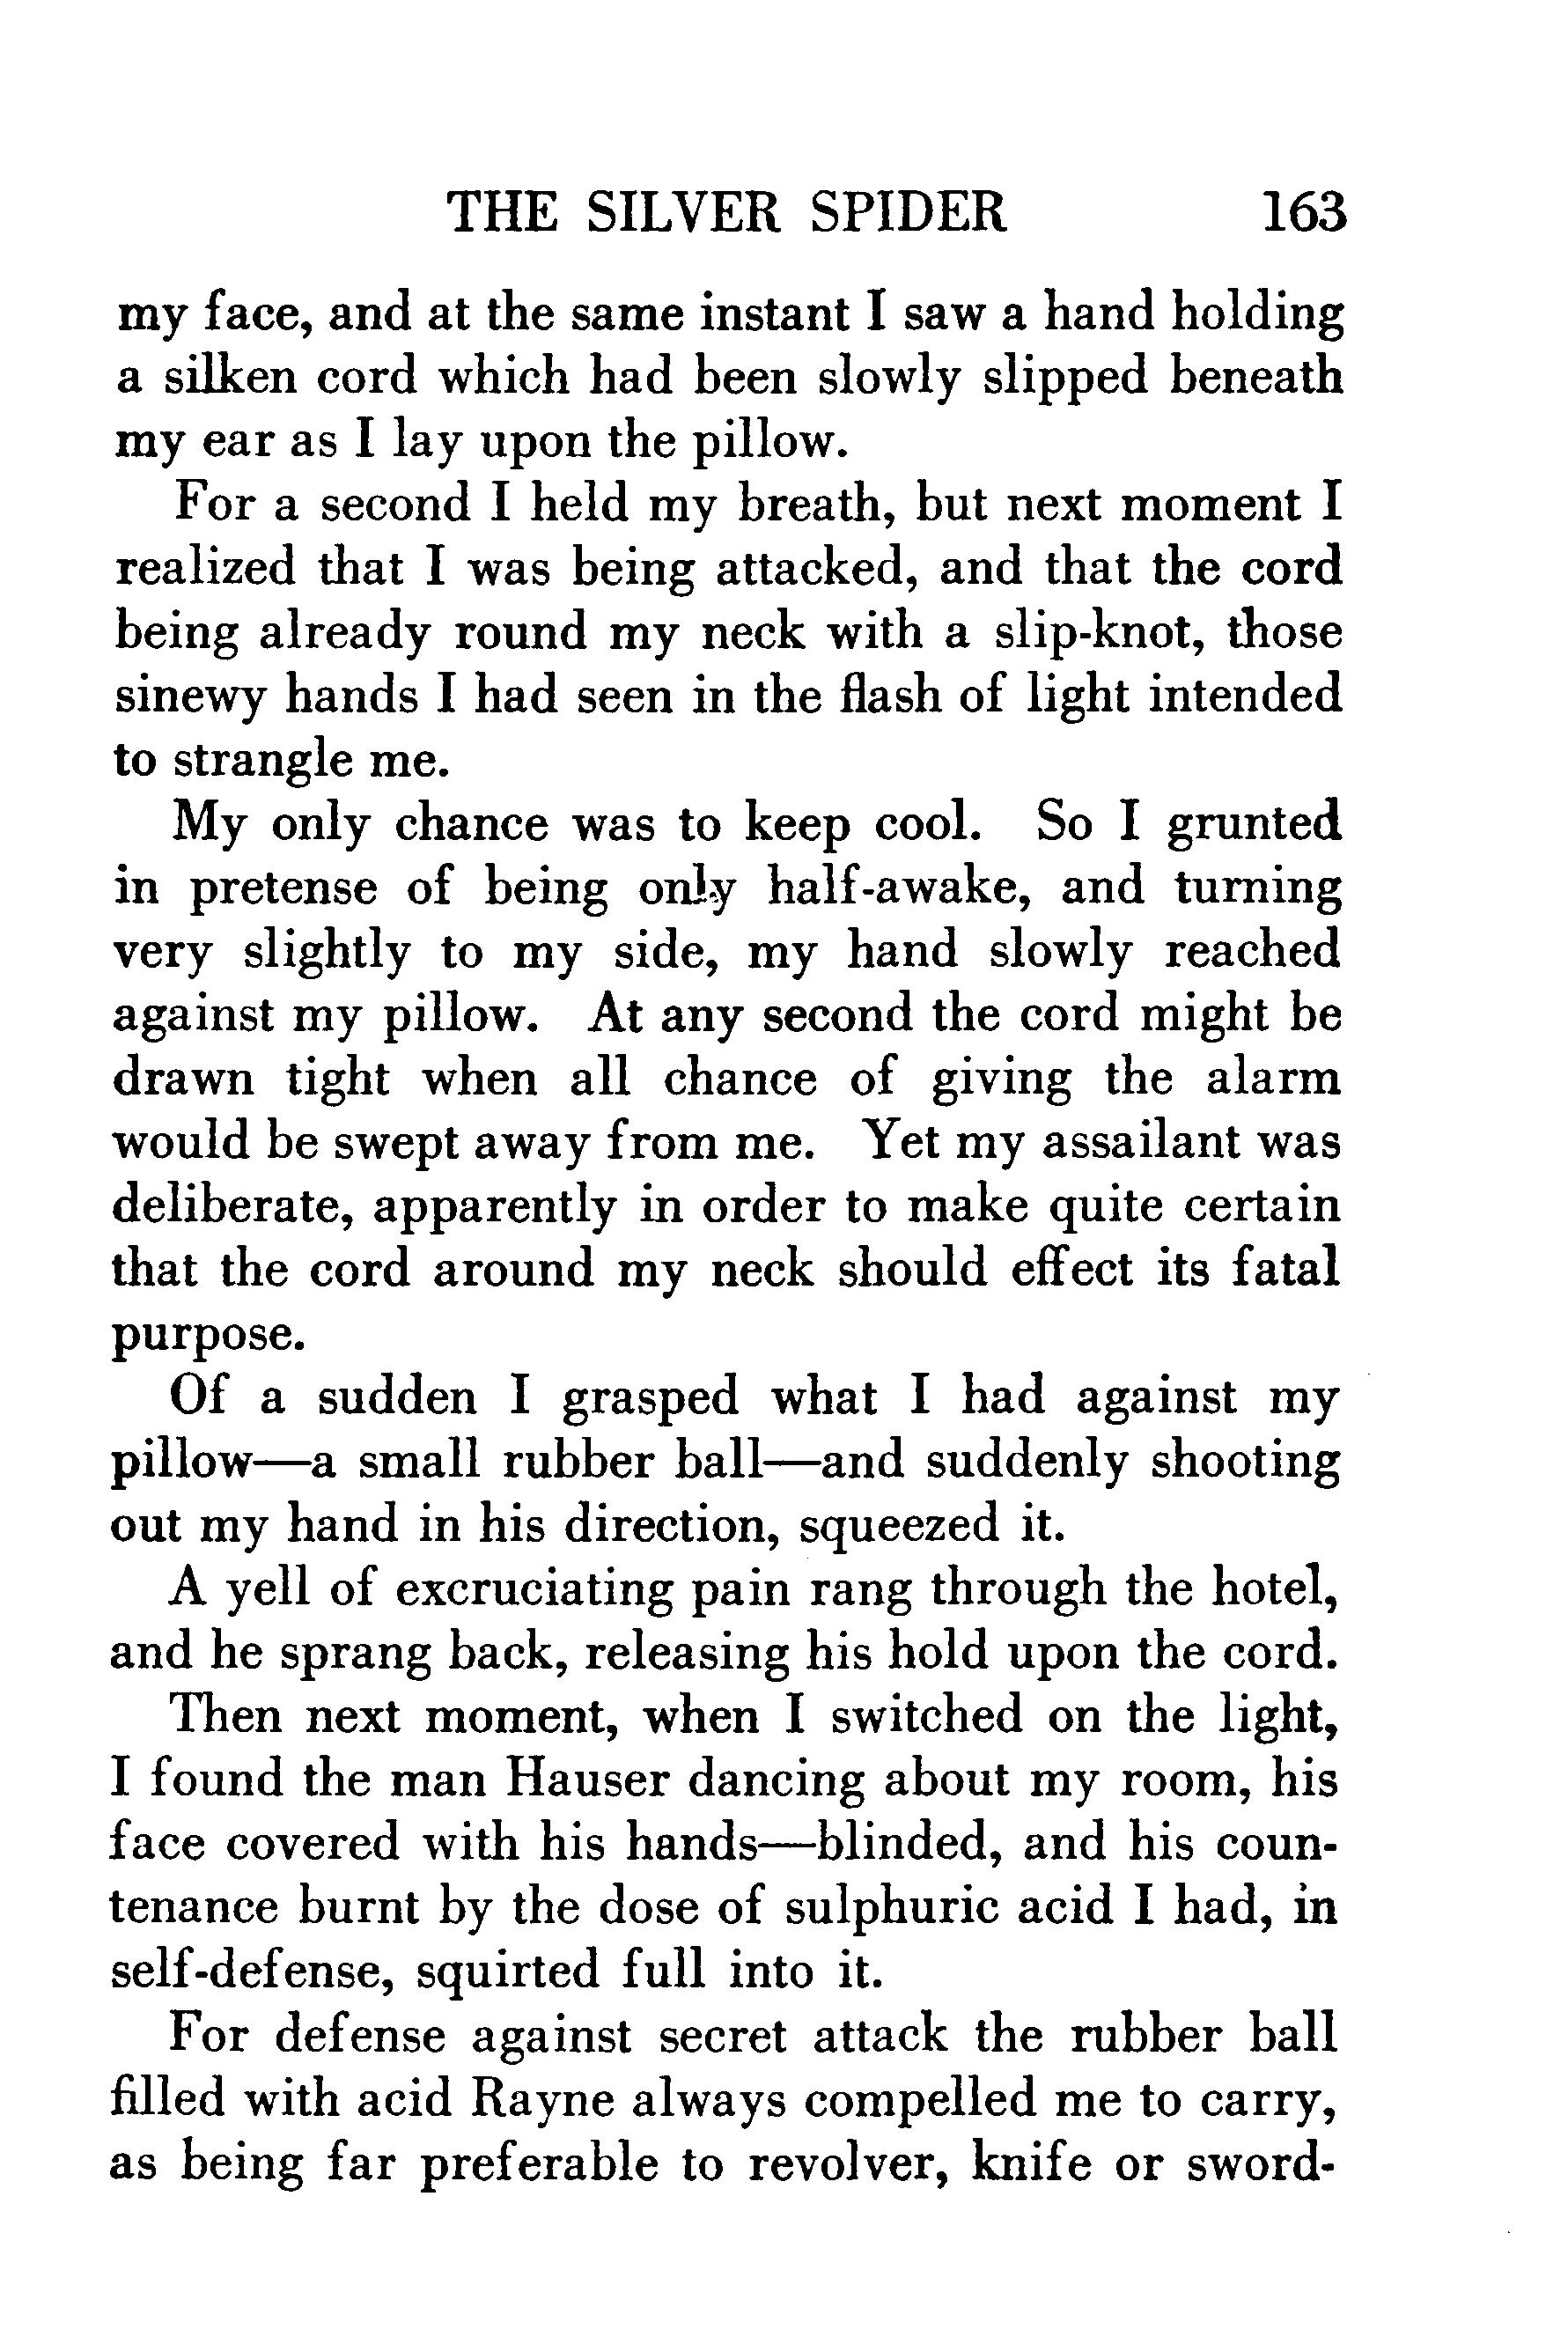 THE SILVER SPIDER 163
my face, and at the same instant I saw a hand holding
a silken cord which had been slowly slipped beneath
my ear as I lay upon the pillow.
For a second I held my breath, but next moment I
realized that I was being attacked, and that the cord
being already round my neck with a slip-knot, those
sinewy hands I had seen in the flash of light intended
to strangle me.
My only chance was to keep cool. So I grunted
in pretense of being only half-awake, and turning
very slightly to my side, my hand slowly reached
against my pillow. At any second the cord might be
drawn tight when all chance of giving the alarm
would be swept away from me. Yet my assailant was
deliberate, apparently in order to make quite certain
that the cord around my neck should effect its fatal
purpose.
Of a sudden I grasped what I had against my
pillow—a small rubber ball—and suddenly shooting
out my hand in his direction, squeezed it.
A yell of excruciating pain rang through the hotel,
and he sprang back, releasing his hold upon the cord.
Then next moment, when I switched on the light,
I found the man Hauser dancing about my room, his
face covered with his hands—blinded, and his coun-
tenance burnt by the dose of sulphuric acid I had, in
self-defense, squirted full into it.
For defense against secret attack the rubber ball
filled with acid Rayne always compelled me to carry,
as being far preferable to revolver, knife or sword-